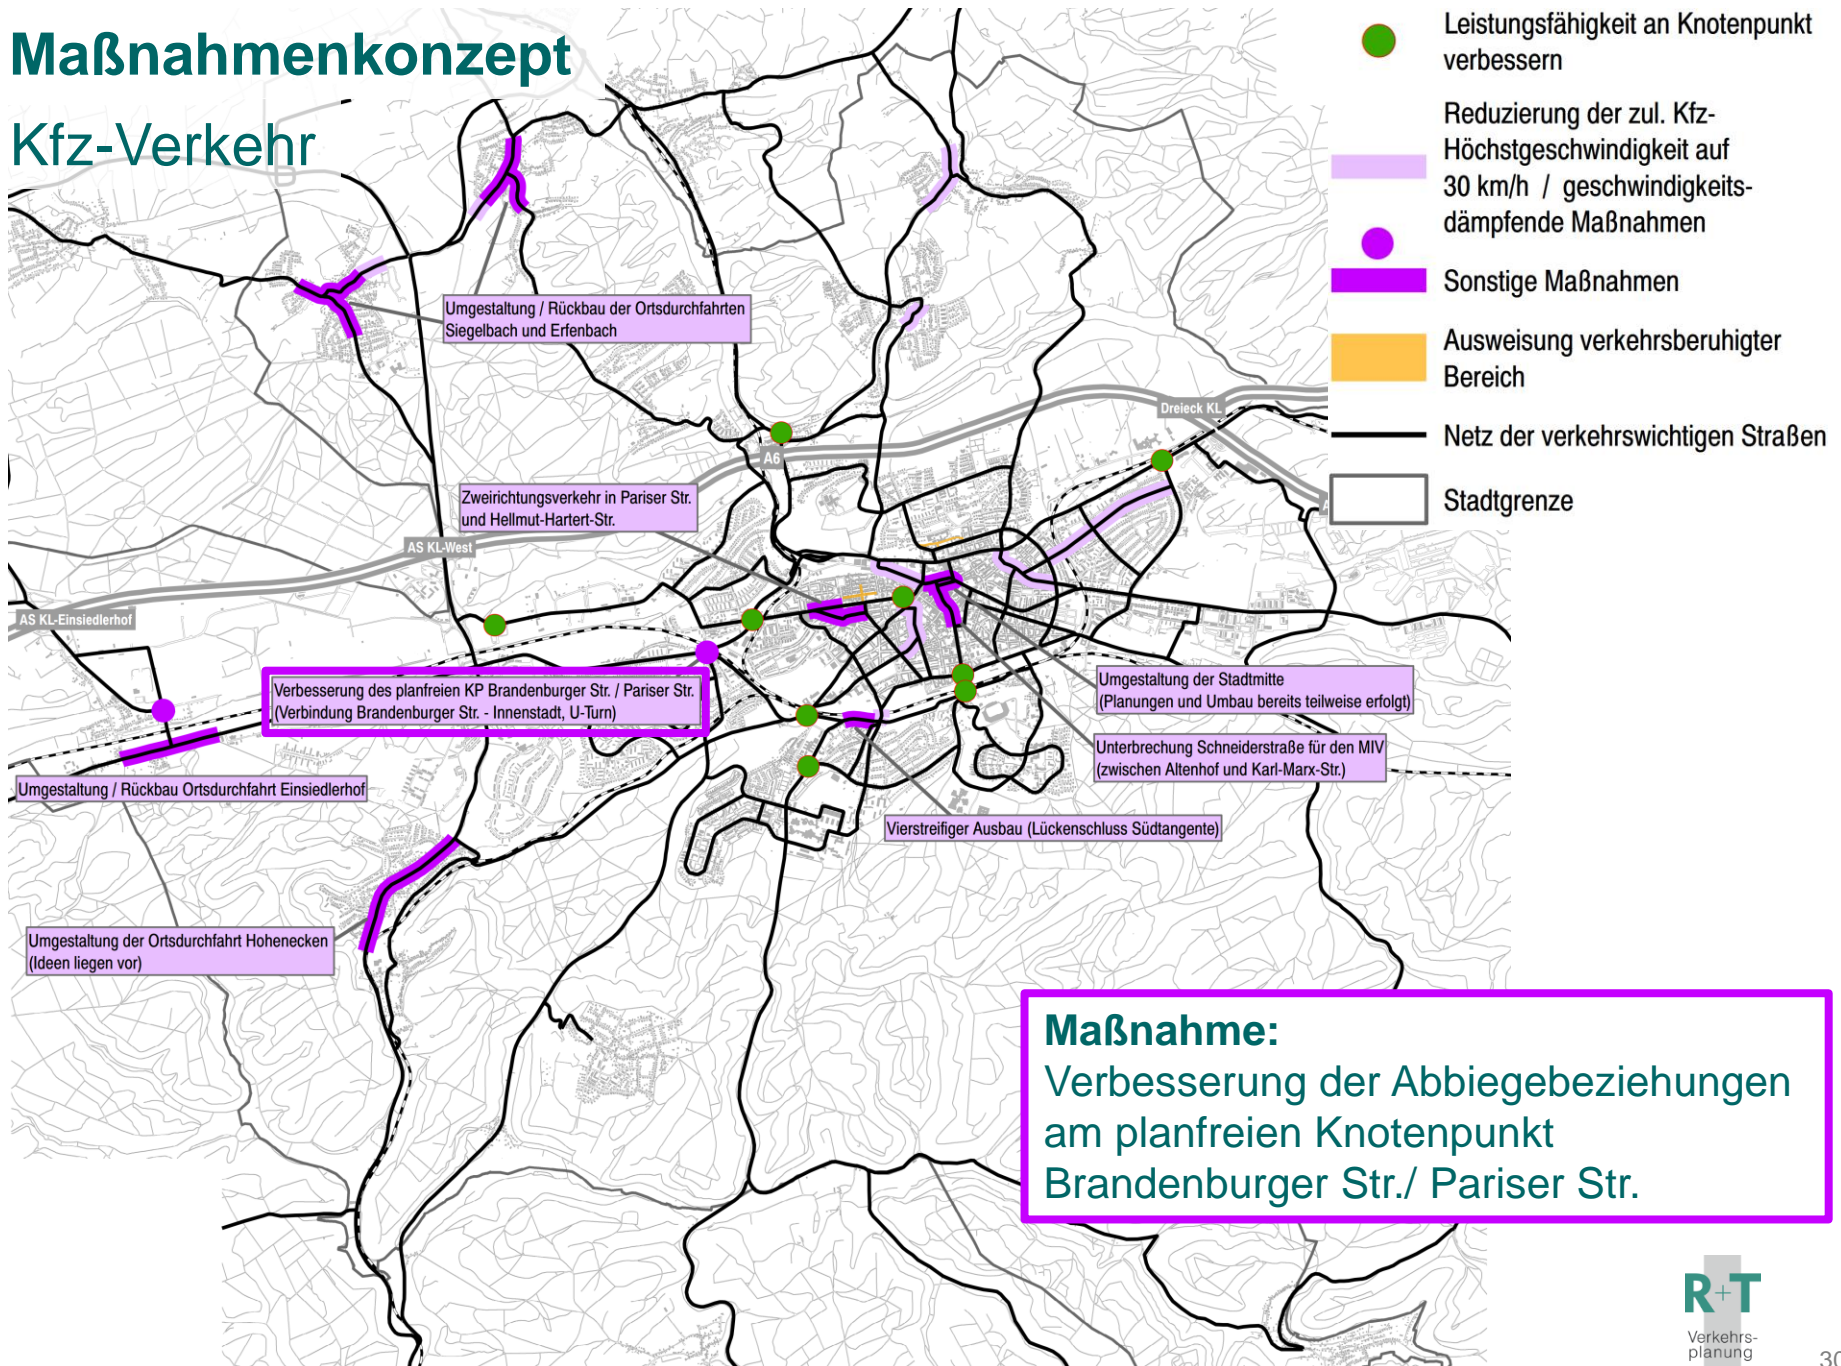 Maßnahmenkonzept
Kfz-Verkehr
Leistungsfähigkeit an Knotenpunkt
verbessern
Reduzierung der zul. Kfz-
Höchstgeschwindigkeit auf
30 km/h / geschwindigkeits-
dämpfende Maßnahmen
Sonstige Maßnahmen
Ausweisung verkehrsberuhigter
Bereich
Netz der verkehrswichtigen Straßen
Stadtgrenze
Umgestaltung / Rückbau der Ortsdurchfahrten
Siegelbach und Erfenbach
Dreieck KL
A6
Zweirichtungsverkehr in Pariser Str.
und Hellmut-Hartert-Str.
AS KL-West
AS KL-Einsiedlerhof
Verbesserung des planfreien KP Brandenburger Str. / Pariser Str.
(Verbindung Brandenburger Str. - Innenstadt, U-Turn)
Umgestaltung der Stadtmitte
(Planungen und Umbau bereits teilweise erfolgt)
Unterbrechung Schneiderstraße für den MIV
(zwischen Altenhof und Karl-Marx-Str.)
Umgestaltung / Rückbau Ortsdurchfahrt Einsiedlerhof
Vierstreifiger Ausbau (Lückenschluss Südtangente)
Umgestaltung der Ortsdurchfahrt Hohenecken
(Ideen liegen vor)
Maßnahme:
Verbesserung der Abbiegebeziehungen
am planfreien Knotenpunkt
Brandenburger Str./ Pariser Str.
R+T
Verkehrs-
planung
30